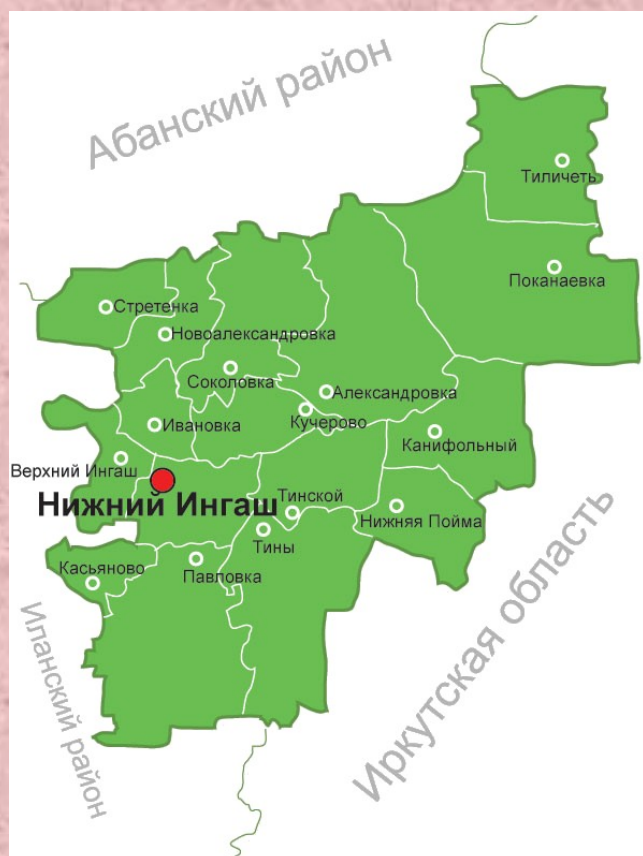 Абанский район
Тиличеть
Поканаевка
Стретенка
Новоалександровка
Соколовка
Александровка
Кучерово
Ивановка
Канифольный
Верхний Ингаш
Нижний Ингаш
Тинской
Нижняя Пойма
Тины
Павловка
Касьяново
Иланский район
Иркутская область